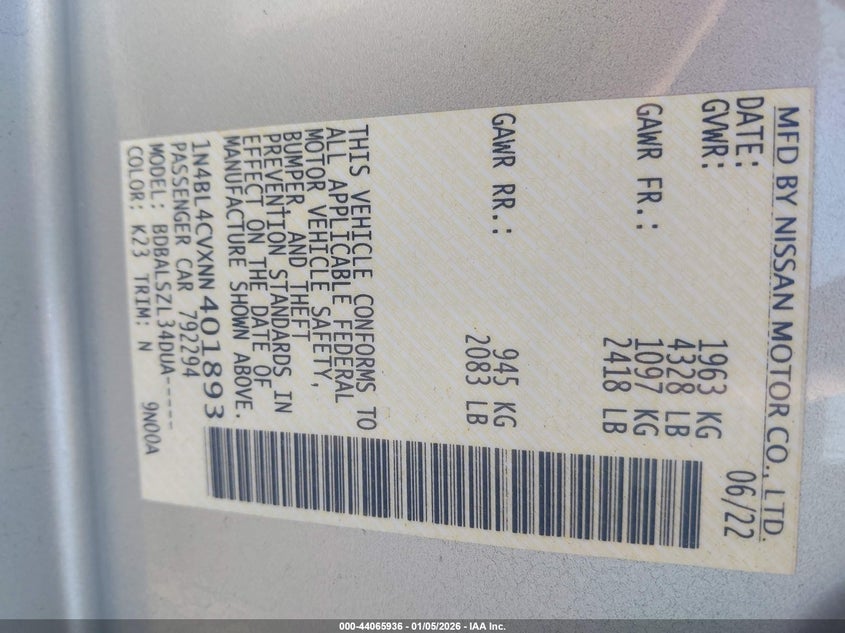 MFD BY NISSAN MOTOR CO., LTD.
DATE: 06/22
GVWR: 1963 KG
4328 LB
GAWR FR.: 1097 KG
2418 LB
GAWR RR.: 945 KG
2083 LB
THIS VEHICLE CONFORMS TO
ALL APPLICABLE FEDERAL
MOTOR VEHICLE SAFETY,
BUMPER, AND THEFT
PREVENTION STANDARDS IN
EFFECT ON THE DATE OF
MANUFACTURE SHOWN ABOVE.
1N4BL4CVXNN401893
PASSENGER CAR 792294
MODEL: BDBALSZL34DUA-----
COLOR: K23 TRIM: N 9N00A
000-44065936 - 01/05/2026 - IAA Inc.